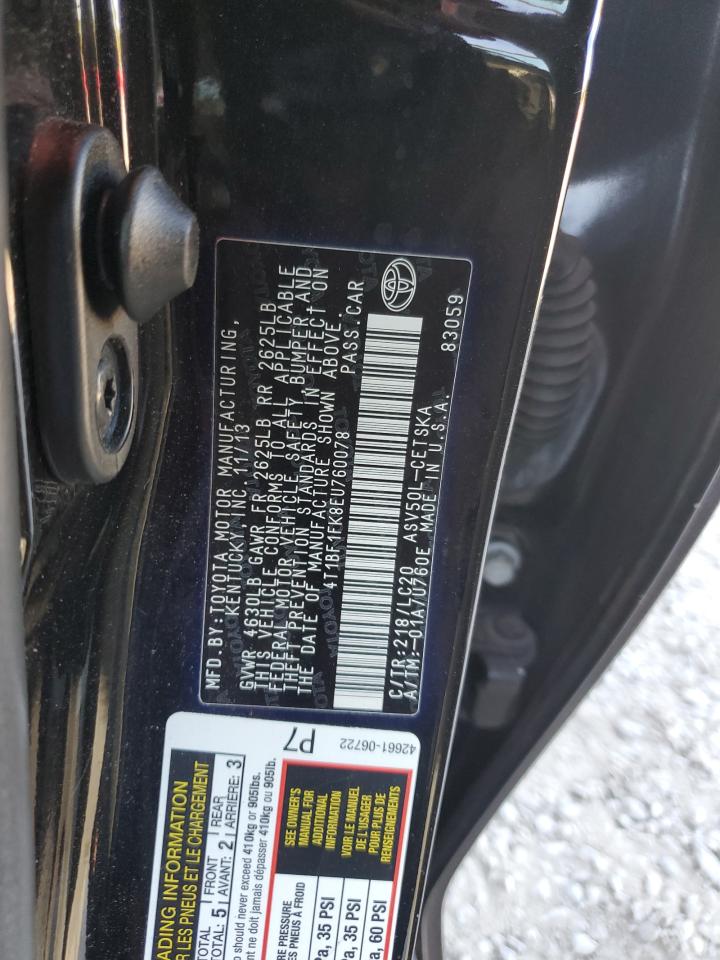 MFD. BY: TOYOTA MOTOR MANUFACTURING,
KENTUCKY, INC. 11/13
GVWR 4630LB GAWR FR 2625LB RR 2625LB
THIS VEHICLE CONFORMS TO ALL APPLICABLE
FEDERAL MOTOR VEHICLE SAFETY, BUMPER, AND
THEFT PREVENTION STANDARDS IN EFFECT ON
THE DATE OF MANUFACTURE SHOWN ABOVE.
4T1BF1FK8EU760078 PASS.CAR
C/TR:218/LC20 ASV50L-CETSKA
A/TM:-01A/U760E MADE IN U.S.A. 83059
TOYOTA
P7
42661-06722
ADING INFORMATION
R LES PNEUS ET LE CHARGEMENT
TOTAL FRONT REAR
TOTAL: 5 AVANT: 2 ARRIÈRE: 3
o should never exceed 410kg or 905lbs.
nt ne doit jamais dépasser 410kg ou 905lb.
E PRESSURE
S PNEUS À FROID
a, 35 PSI
a, 35 PSI
a, 60 PSI
SEE OWNER'S
MANUAL FOR
ADDITIONAL
INFORMATION
VOIR LE MANUEL
DE L'USAGER
POUR PLUS DE
RENSEIGNEMENTS